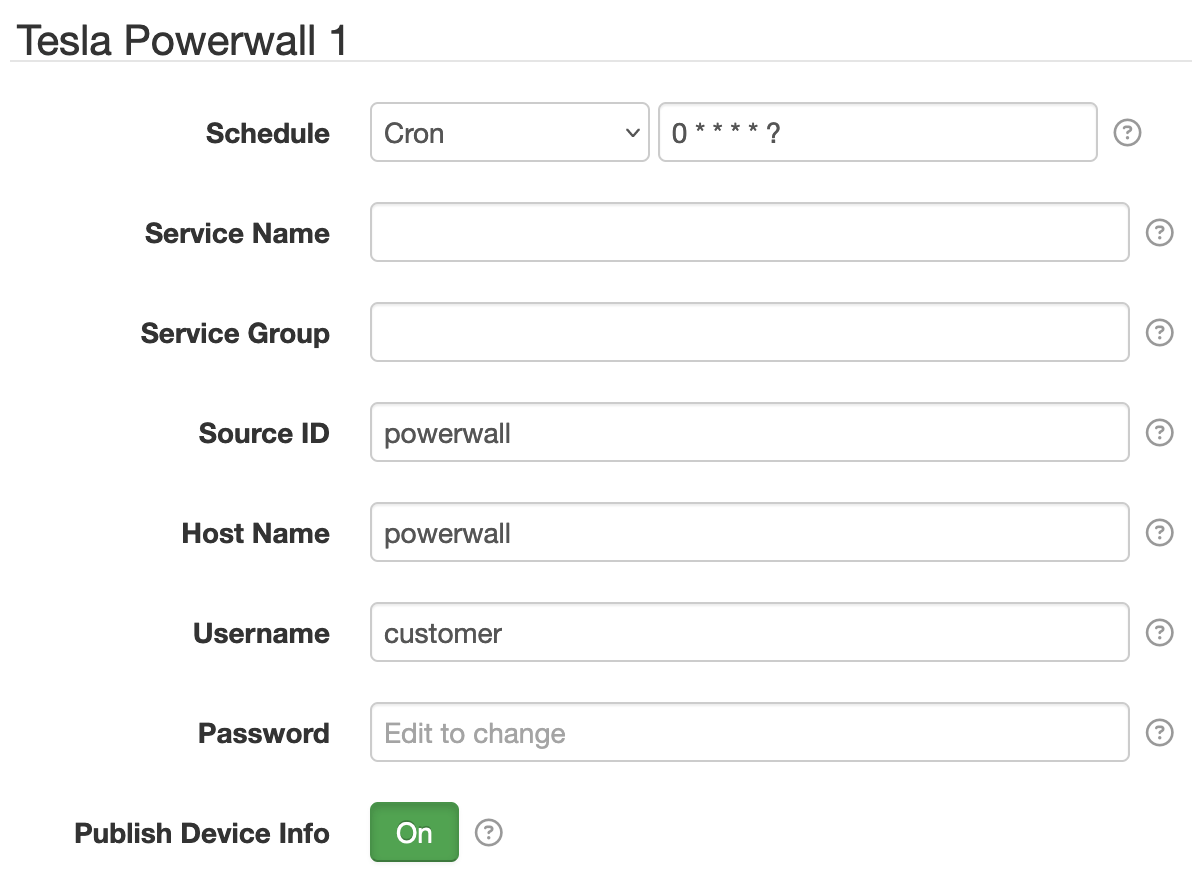 Tesla Powerwall 1
Schedule Cron 0 * * * * ? ?
Service Name ?
Service Group ?
Source ID powerwall ?
Host Name powerwall ?
Username customer ?
Password Edit to change ?
Publish Device Info On ?